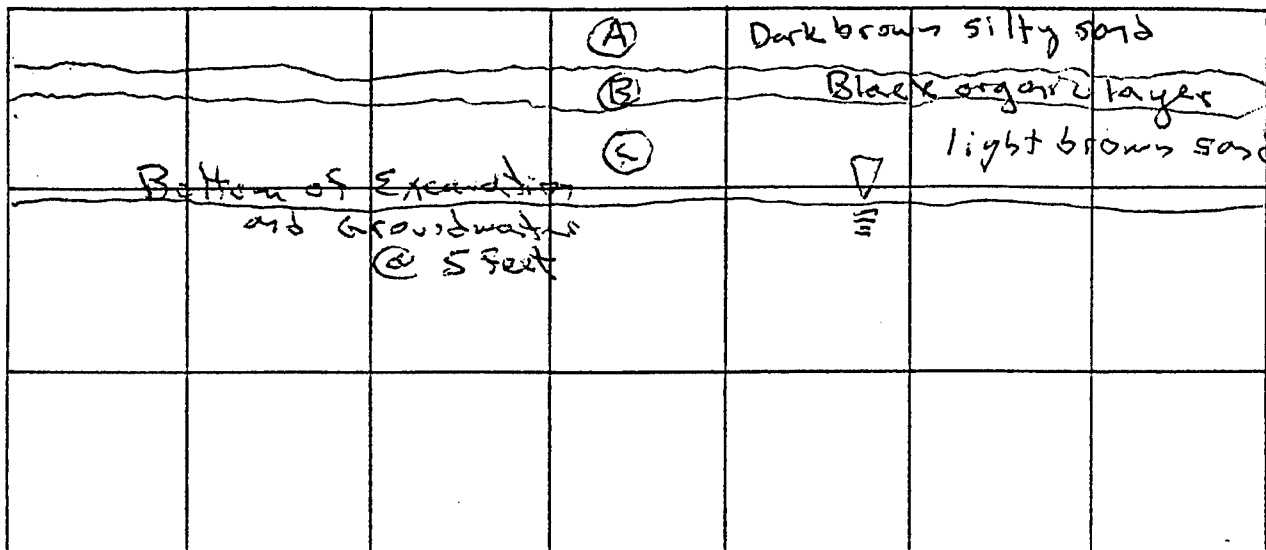 (A) Dark brown silty sand
(B) Black organic layer
(C) light brown sand
Bottom of Excavation
and Groundwater
@ 5 feet